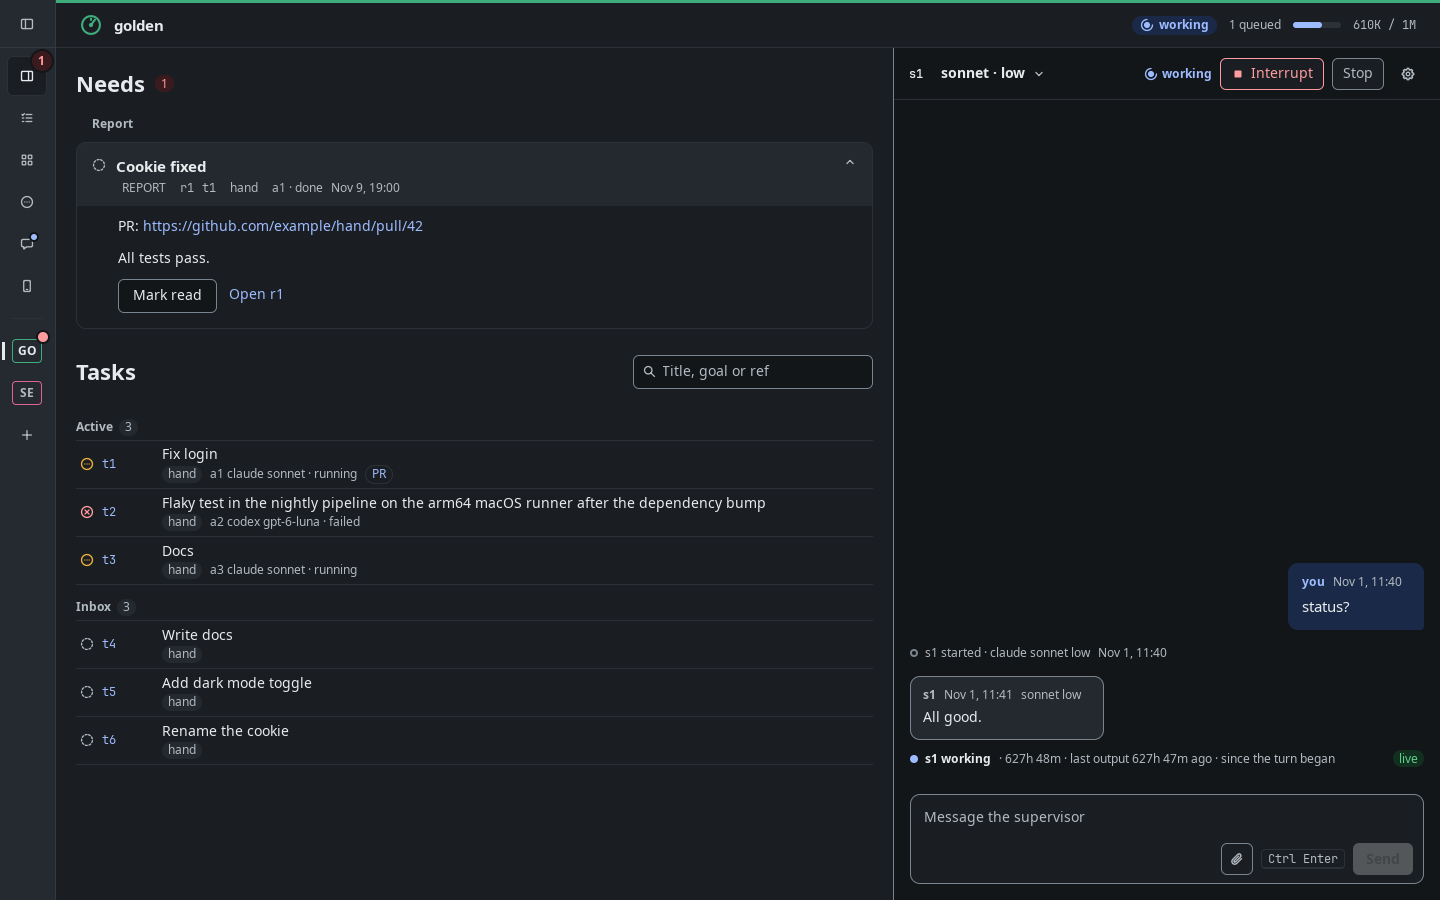 golden
working
1 queued
610K / 1M
1
GO
SE
Needs 1
Report
Cookie fixed
REPORT r1 t1 hand a1 · done Nov 9, 19:00
PR: https://github.com/example/hand/pull/42
All tests pass.
Mark read
Open r1
Tasks
Title, goal or ref
Active 3
t1 Fix login
hand a1 claude sonnet · running PR
t2 Flaky test in the nightly pipeline on the arm64 macOS runner after the dependency bump
hand a2 codex gpt-6-luna · failed
t3 Docs
hand a3 claude sonnet · running
Inbox 3
t4 Write docs
hand
t5 Add dark mode toggle
hand
t6 Rename the cookie
hand
s1 sonnet · low
working
Interrupt
Stop
you Nov 1, 11:40
status?
s1 started · claude sonnet low Nov 1, 11:40
s1 Nov 1, 11:41 sonnet low
All good.
s1 working · 627h 48m · last output 627h 47m ago · since the turn began
live
Message the supervisor
Ctrl Enter
Send